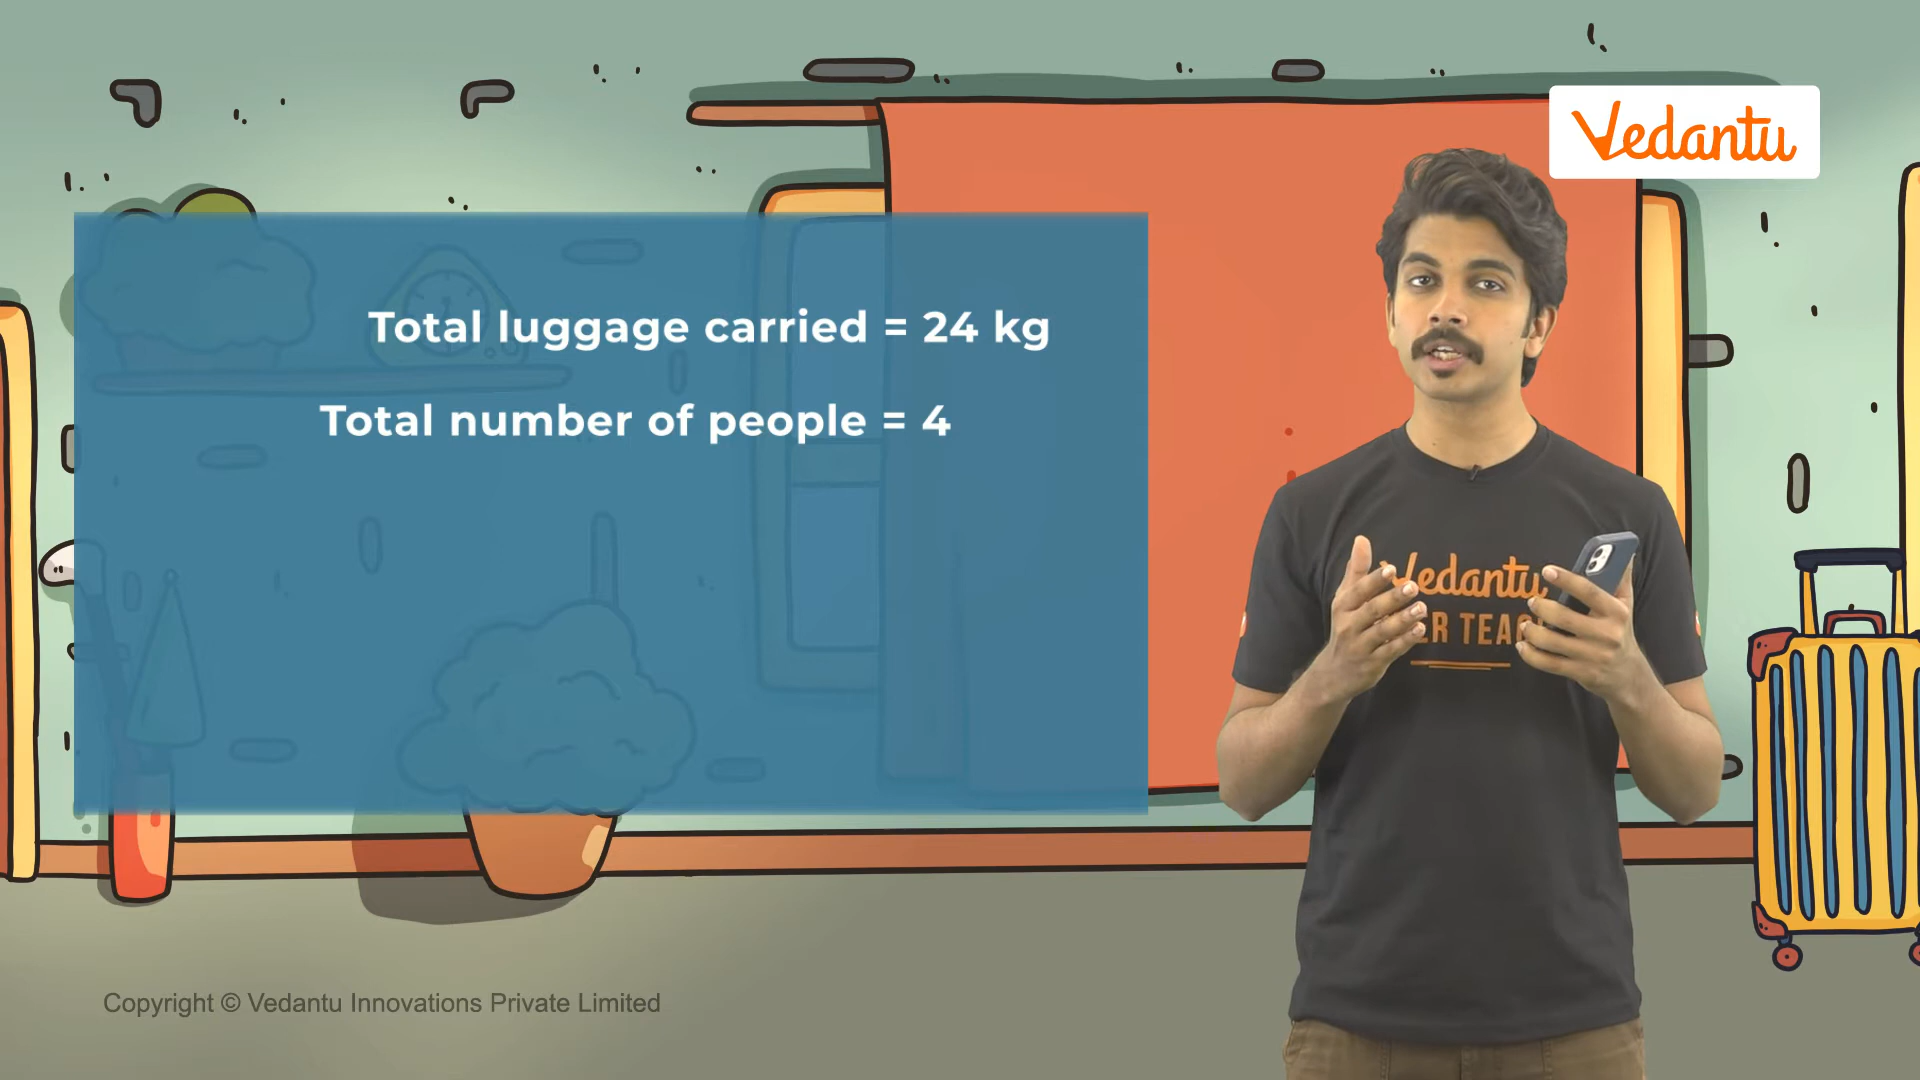 Vedantu
Total luggage carried = 24 kg
Total number of people = 4
Vedantu
Copyright © Vedantu Innovations Private Limited